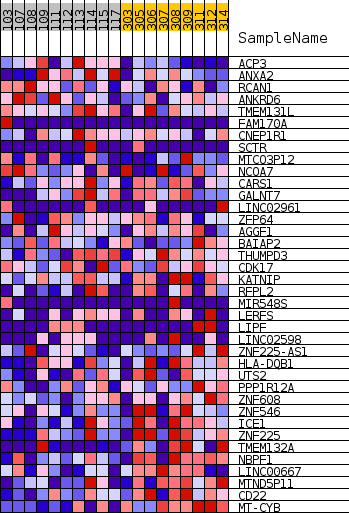 103 107 108 109 111 112 113 114 115 117 303 305 306 307 308 309 311 312 314
SampleName
ACP3
ANXA2
RCAN1
ANKRD6
TMEM131L
FAM170A
CNEP1R1
SCTR
MTCO3P12
NCOA7
CARS1
GALNT7
LINC02961
ZFP64
AGGF1
BAIAP2
THUMPD3
CDK17
KATNIP
RFPL2
MIR548S
LERFS
LIPF
LINC02598
ZNF225-AS1
HLA-DOB1
UTS2
PPP1R12A
ZNF608
ZNF546
ICE1
ZNF225
TMEM132A
NBPF1
LINC00667
MTND5P11
CD22
MT-CYB